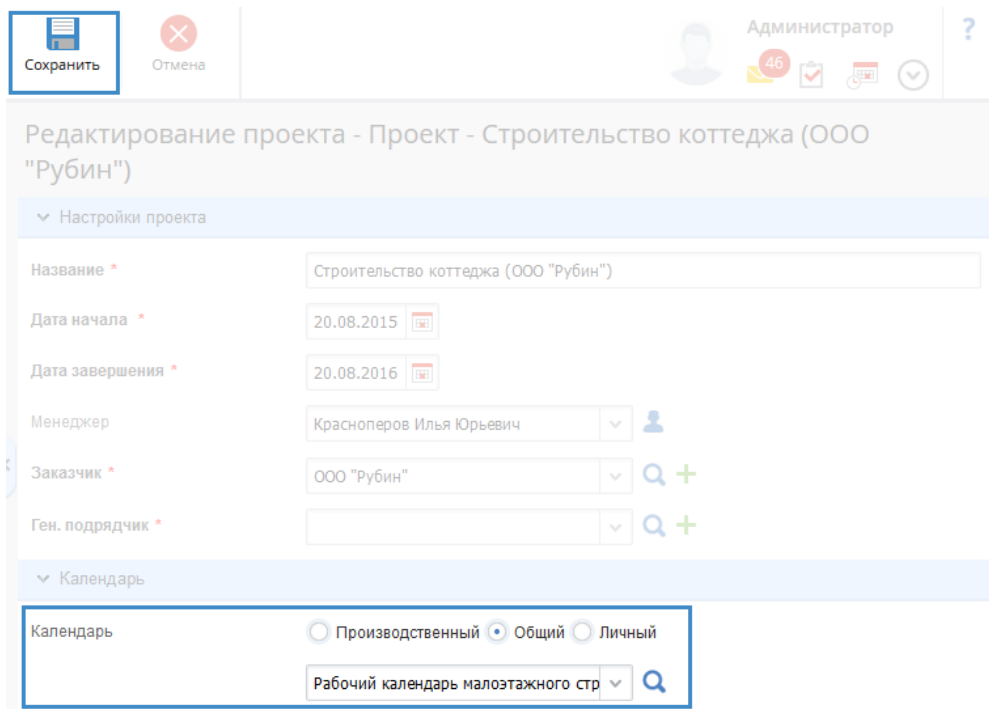 Сохранить
Отмена
Администратор
?
46
Редактирование проекта - Проект - Строительство коттеджа (ООО
"Рубин")
Настройки проекта
Название *
Строительство коттеджа (ООО "Рубин")
Дата начала *
20.08.2015
Дата завершения *
20.08.2016
Менеджер
Красноперов Илья Юрьевич
Заказчик *
ООО "Рубин"
Ген. подрядчик *
Календарь
Календарь
Производственный Общий Личный
Рабочий календарь малоэтажного стр